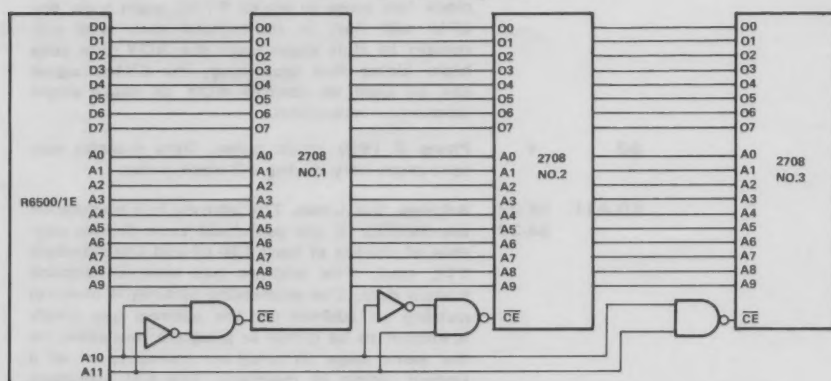 D0 O0 O0 O0
D1 O1 O1 O1
D2 O2 O2 O2
D3 O3 O3 O3
D4 O4 O4 O4
D5 O5 O5 O5
D6 O6 O6 O6
D7 O7 O7 O7
A0 A0 2708 A0 2708 A0 2708
A1 A1 NO.1 A1 NO.2 A1 NO.3
A2 A2 A2 A2
R6500/1E A3 A3 A3 A3
A4 A4 A4 A4
A5 A5 A5 A5
A6 A6 A6 A6
A7 A7 A7 A7
A8 A8 A8 A8
A9 A9 A9 A9
C̅E̅ C̅E̅ C̅E̅
A10
A11